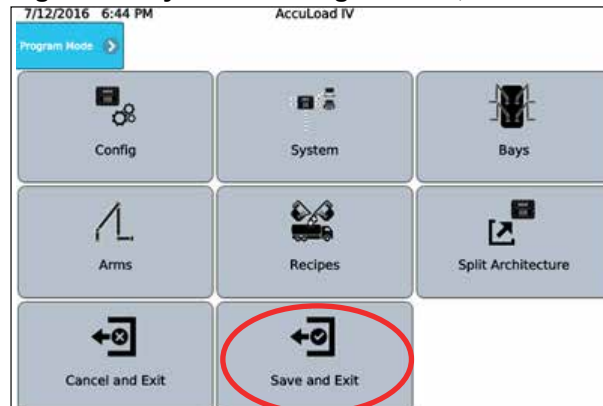 7/12/2016 6:44 PM AccuLoad IV
Program Mode
Config System Bays
Arms Recipes Split Architecture
Cancel and Exit Save and Exit